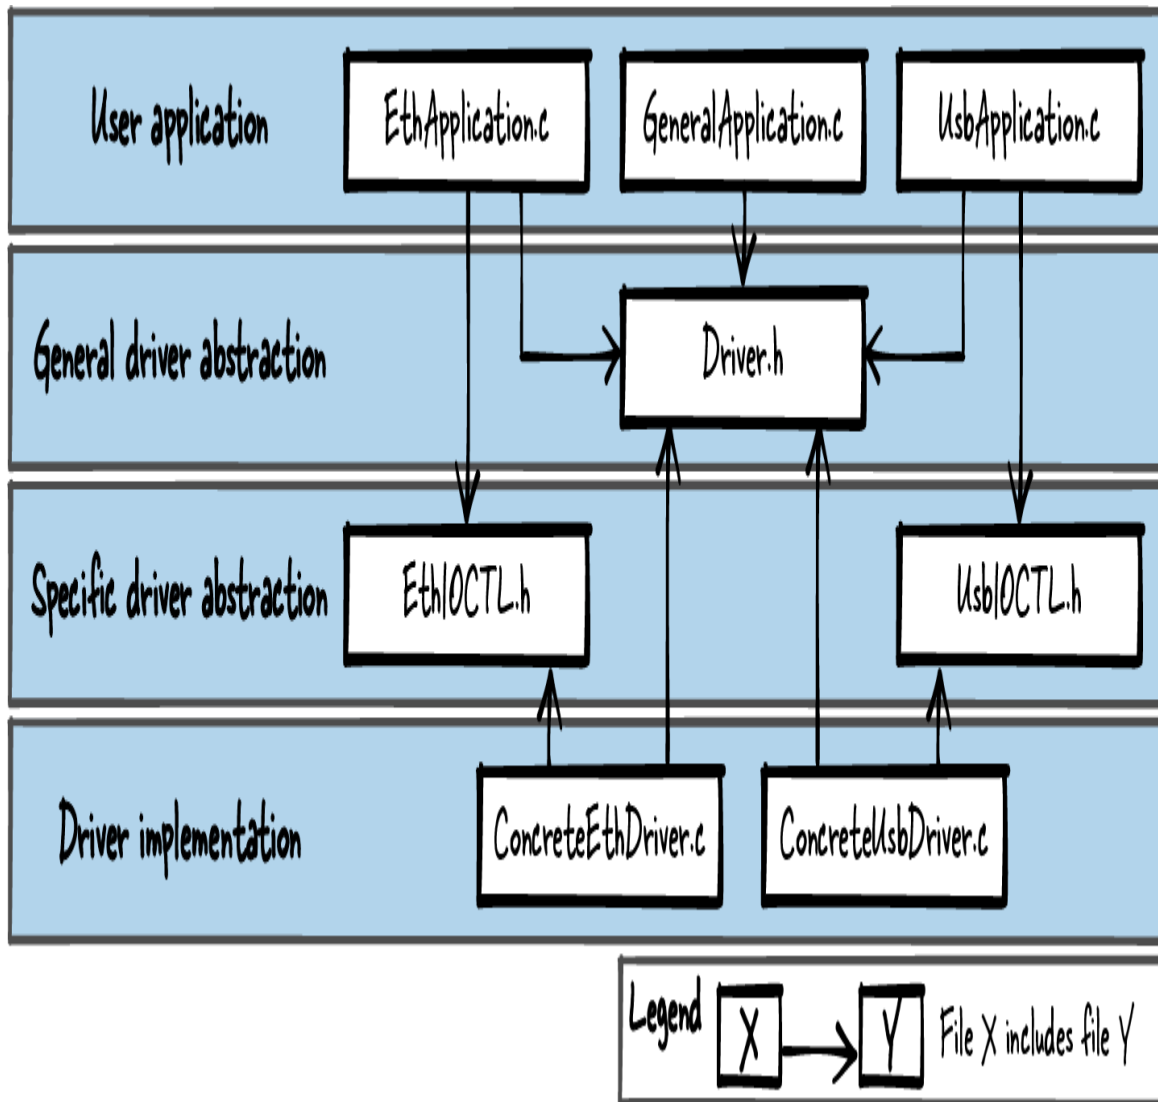 User application
EthApplication.c
GeneralApplication.c
UsbApplication.c
General driver abstraction
Driver.h
Specific driver abstraction
EthIOCTL.h
UsbIOCTL.h
Driver implementation
ConcreteEthDriver.c
ConcreteUsbDriver.c
Legend
X
Y
File X includes file Y